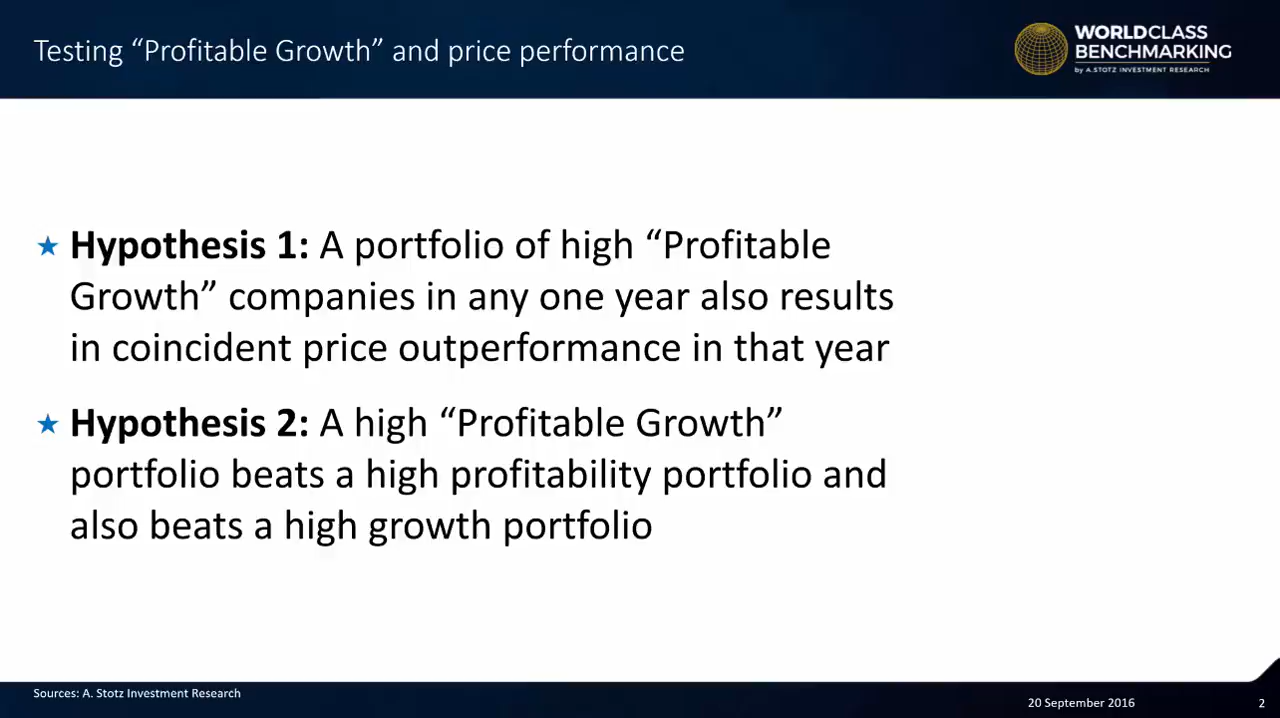 Testing “Profitable Growth” and price performance
WORLDCLASS
BENCHMARKING
by A.STOTZ INVESTMENT RESEARCH
Hypothesis 1: A portfolio of high “Profitable
Growth” companies in any one year also results
in coincident price outperformance in that year
Hypothesis 2: A high “Profitable Growth”
portfolio beats a high profitability portfolio and
also beats a high growth portfolio
Sources: A. Stotz Investment Research
20 September 2016
2